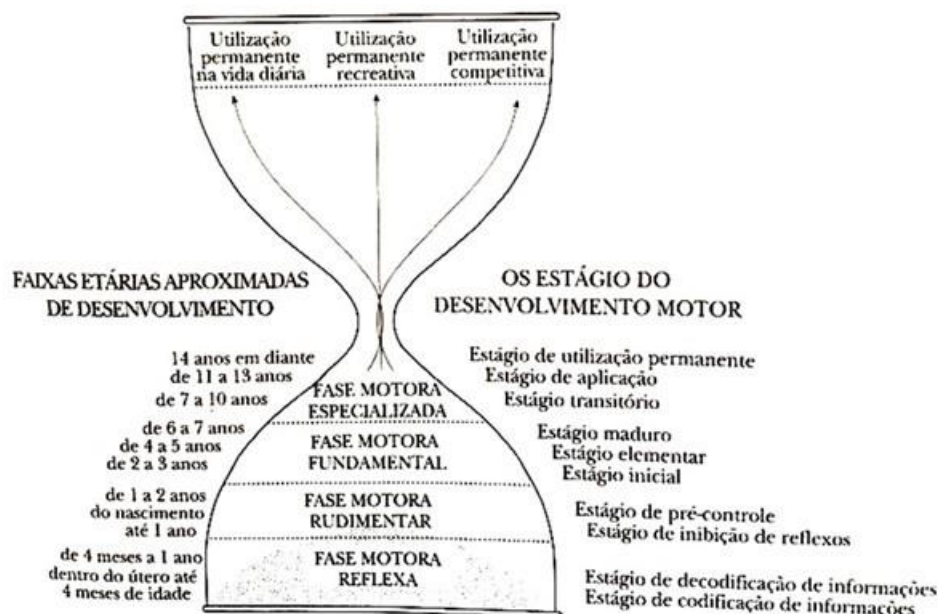 Utilização
permanente
na vida diária
Utilização
permanente
recreativa
Utilização
permanente
competitiva
FAIXAS ETÁRIAS APROXIMADAS
DE DESENVOLVIMENTO
OS ESTÁGIO DO
DESENVOLVIMENTO MOTOR
14 anos em diante
de 11 a 13 anos
de 7 a 10 anos
FASE MOTORA
ESPECIALIZADA
Estágio de utilização permanente
Estágio de aplicação
Estágio transitório
de 6 a 7 anos
de 4 a 5 anos
de 2 a 3 anos
FASE MOTORA
FUNDAMENTAL
Estágio maduro
Estágio elementar
Estágio inicial
de 1 a 2 anos
do nascimento
até 1 ano
FASE MOTORA
RUDIMENTAR
Estágio de pré-controle
Estágio de inibição de reflexos
de 4 meses a 1 ano
dentro do útero até
4 meses de idade
FASE MOTORA
REFLEXA
Estágio de decodificação de informações
Estágio de codificação de informações